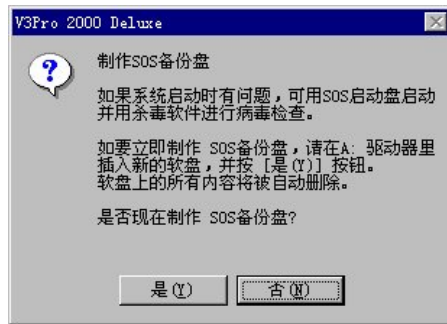 V3Pro 2000 Deluxe
制作SOS备份盘
如果系统启动时有问题，可用SOS启动盘启动
并用杀毒软件进行病毒检查。
如要立即制作 SOS备份盘，请在A: 驱动器里
插入新的软盘，并按 [是(Y)] 按钮。
软盘上的所有内容将被自动删除。
是否现在制作 SOS备份盘?
是(Y) 否(N)